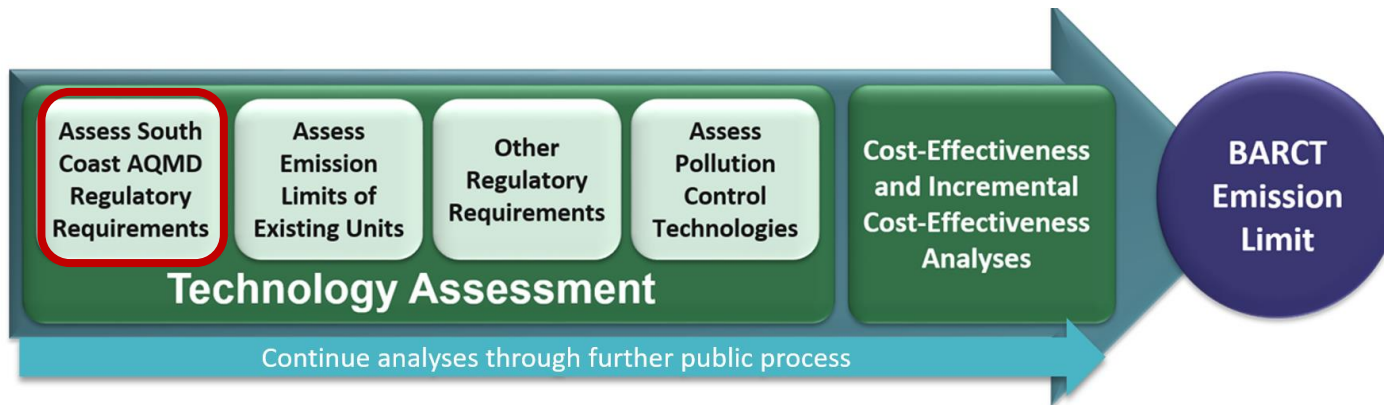 Assess South
Coast AQMD
Regulatory
Requirements
Assess
Emission
Limits of
Existing Units
Other
Regulatory
Requirements
Assess
Pollution
Control
Technologies
Technology Assessment
Cost-Effectiveness
and Incremental
Cost-Effectiveness
Analyses
BARCT
Emission
Limit
Continue analyses through further public process